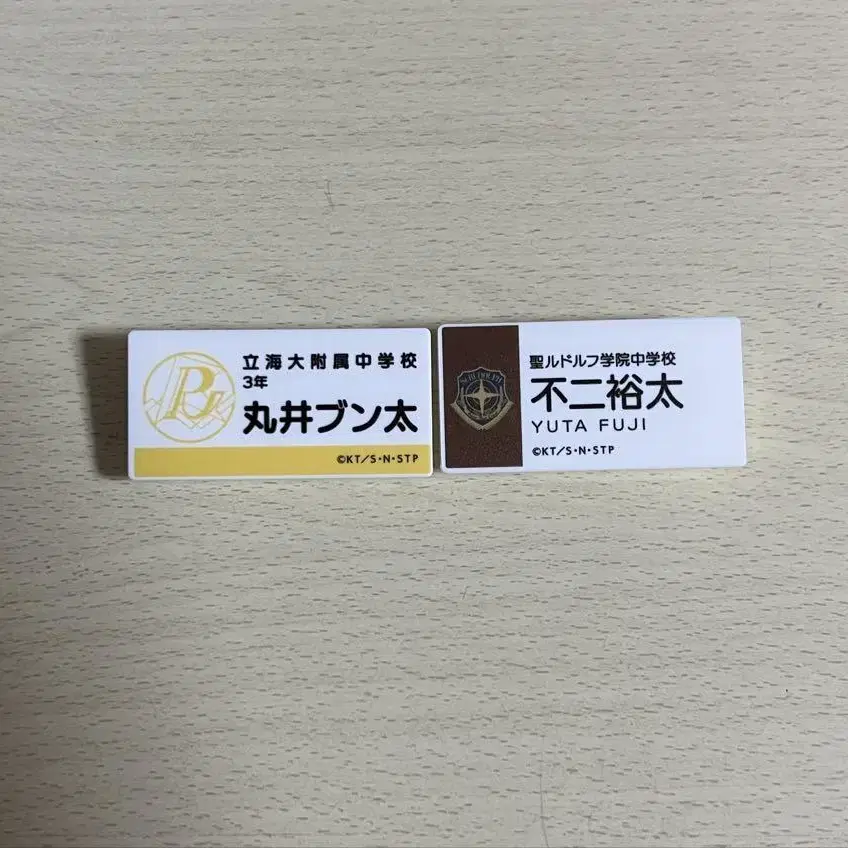 立海大附属中学校
3年
丸井ブン太
©KT/S・N・STP
聖ルドルフ学院中学校
不二裕太
YUTA FUJI
©KT/S・N・STP